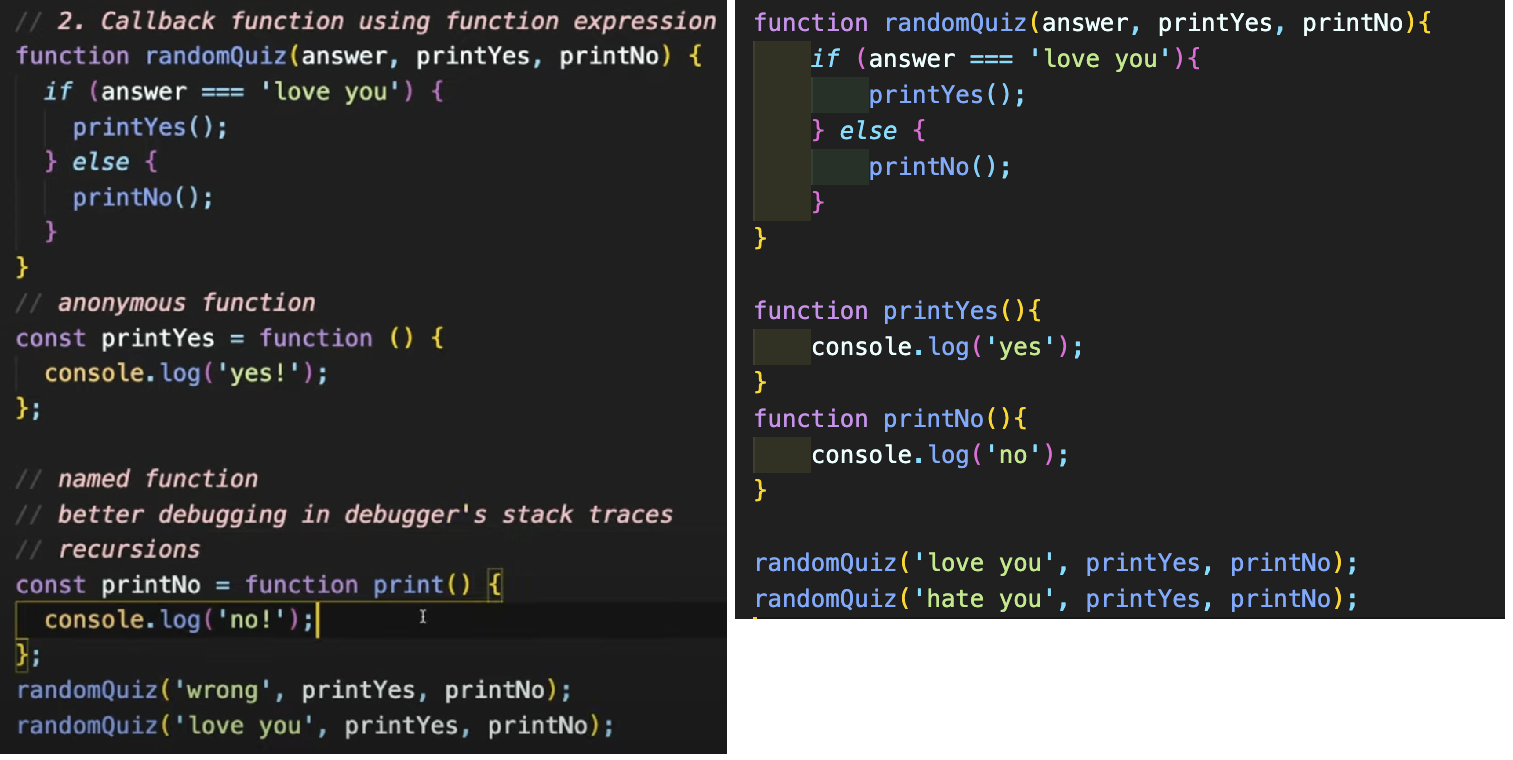 // 2. Callback function using function expression
function randomQuiz(answer, printYes, printNo) {
  if (answer === 'love you') {
    printYes();
  } else {
    printNo();
  }
}
// anonymous function
const printYes = function () {
  console.log('yes!');
};

// named function
// better debugging in debugger's stack traces
// recursions
const printNo = function print() {
  console.log('no!');
};
randomQuiz('wrong', printYes, printNo);
randomQuiz('love you', printYes, printNo);

function randomQuiz(answer, printYes, printNo){
    if (answer === 'love you'){
        printYes();
    } else {
        printNo();
    }
}

function printYes(){
    console.log('yes');
}
function printNo(){
    console.log('no');
}

randomQuiz('love you', printYes, printNo);
randomQuiz('hate you', printYes, printNo);